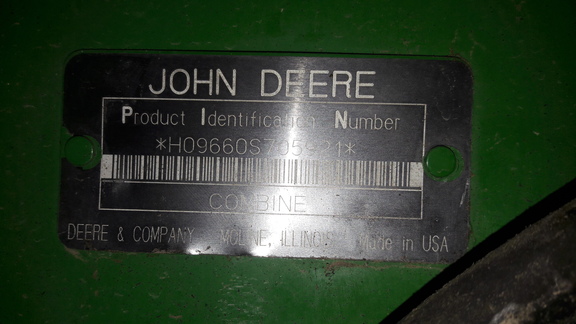 JOHN DEERE
Product Identification Number
COMBINE
DEERE & COMPANY MOLINE, ILLINOIS Made in USA